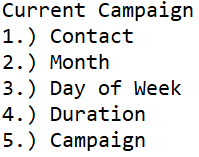 Current Campaign
1.) Contact
2.) Month
3.) Day of Week
4.) Duration
5.) Campaign